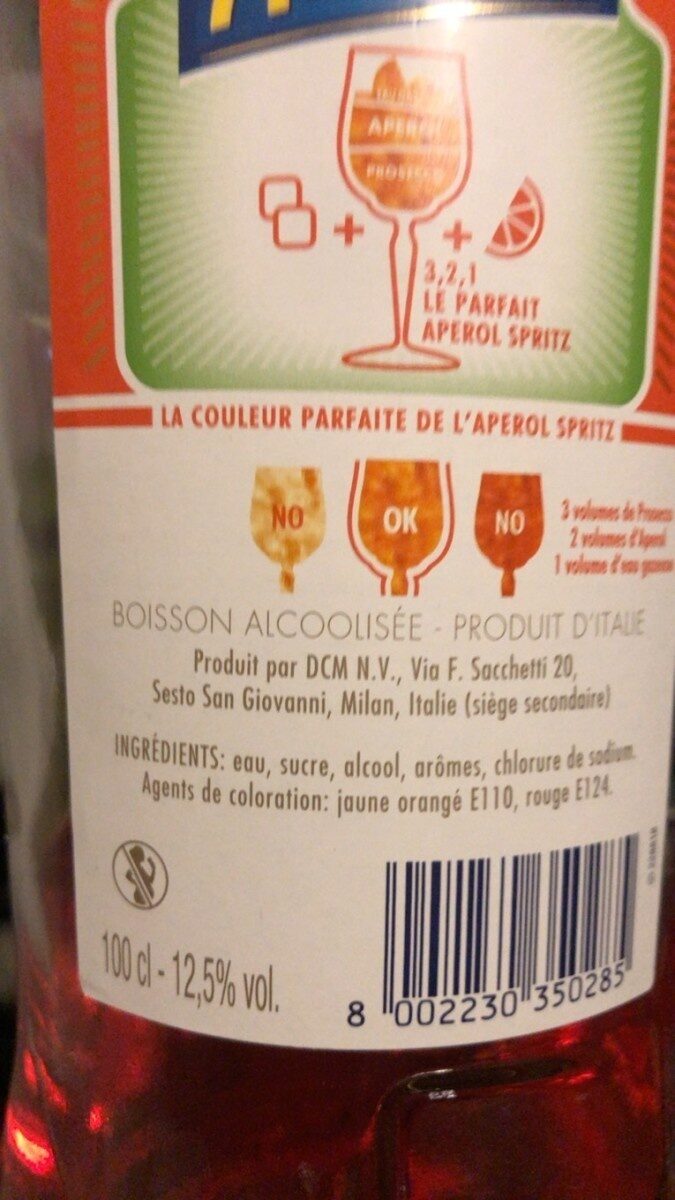 APEROL
PROSECCO
+ +
3,2,1
LE PARFAIT
APEROL SPRITZ
LA COULEUR PARFAITE DE L'APEROL SPRITZ
NO OK NO
3 volumes de Prosecco
2 volumes d'Aperol
1 volume d'eau gazeuse
BOISSON ALCOOLISÉE - PRODUIT D'ITALIE
Produit par DCM N.V., Via F. Sacchetti 20,
Sesto San Giovanni, Milan, Italie (siège secondaire)
INGRÉDIENTS: eau, sucre, alcool, arômes, chlorure de sodium.
Agents de coloration: jaune orangé E110, rouge E124.
100 cl - 12,5% vol.
8 002230 350285